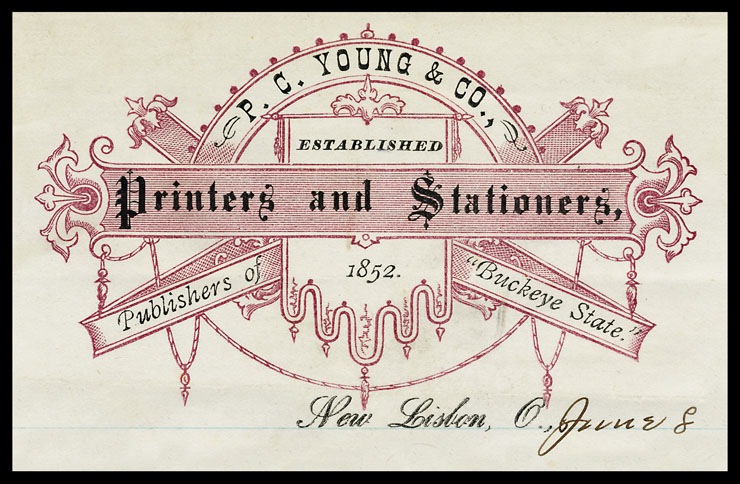 P. C. YOUNG & CO.,
ESTABLISHED
Printers and Stationers,
1852.
Publishers of
"Buckeye State."
New Lisbon, O., June 8